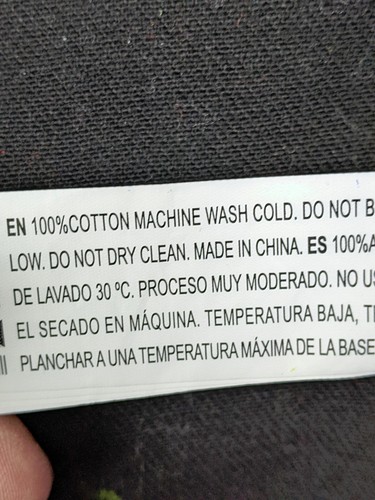 EN 100%COTTON MACHINE WASH COLD. DO NOT B
LOW. DO NOT DRY CLEAN. MADE IN CHINA. ES 100%A
DE LAVADO 30 ºC. PROCESO MUY MODERADO. NO US
EL SECADO EN MÁQUINA. TEMPERATURA BAJA, TE
PLANCHAR A UNA TEMPERATURA MÁXIMA DE LA BASE